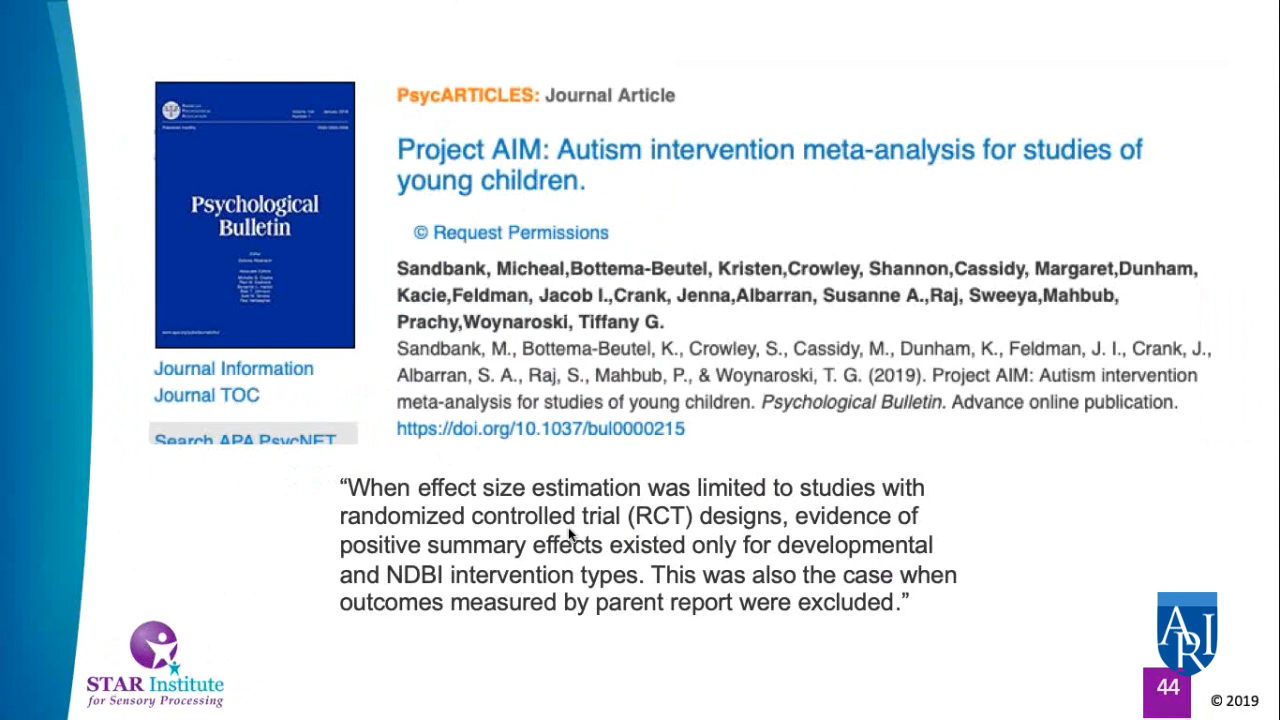 PsycARTICLES: Journal Article
Project AIM: Autism intervention meta-analysis for studies of
young children.
© Request Permissions
Sandbank, Micheal,Bottema-Beutel, Kristen,Crowley, Shannon,Cassidy, Margaret,Dunham,
Kacie,Feldman, Jacob I.,Crank, Jenna,Albarran, Susanne A.,Raj, Sweeya,Mahbub,
Prachy,Woynaroski, Tiffany G.
Sandbank, M., Bottema-Beutel, K., Crowley, S., Cassidy, M., Dunham, K., Feldman, J. I., Crank, J.,
Albarran, S. A., Raj, S., Mahbub, P., & Woynaroski, T. G. (2019). Project AIM: Autism intervention
meta-analysis for studies of young children. Psychological Bulletin. Advance online publication.
https://doi.org/10.1037/bul0000215
Psychological
Bulletin
Journal Information
Journal TOC
Search APA PsycNET
“When effect size estimation was limited to studies with
randomized controlled trial (RCT) designs, evidence of
positive summary effects existed only for developmental
and NDBI intervention types. This was also the case when
outcomes measured by parent report were excluded.”
STAR Institute
for Sensory Processing
ARI
44
© 2019